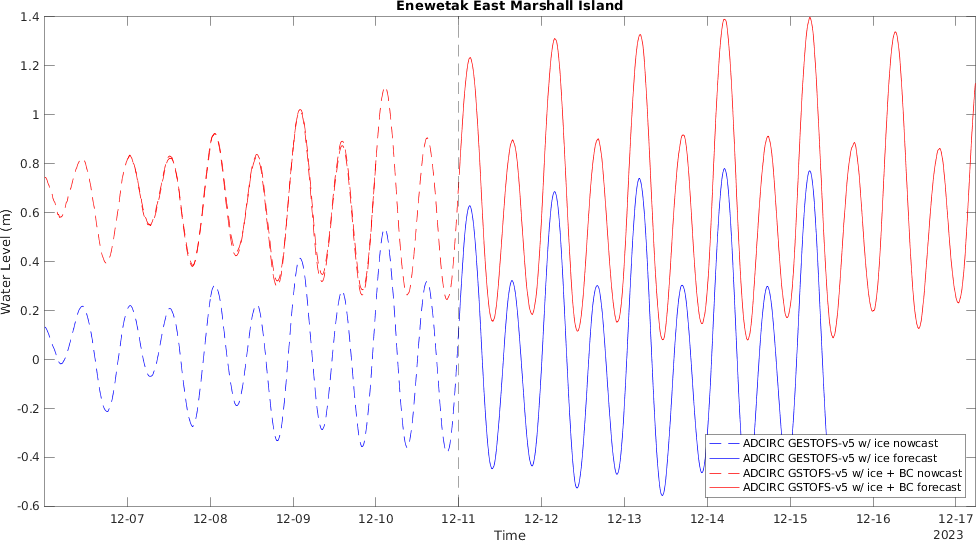 Enewetak East Marshall Island
1.4
1.2
1
0.8
0.6
0.4
0.2
0
-0.2
-0.4
-0.6
Water Level (m)
ADCIRC GESTOFS-v5 w/ ice nowcast
ADCIRC GESTOFS-v5 w/ ice forecast
ADCIRC GSTOFS-v5 w/ ice + BC nowcast
ADCIRC GSTOFS-v5 w/ ice + BC forecast
12-07 12-08 12-09 12-10 12-11 12-12 12-13 12-14 12-15 12-16 12-17
Time 2023